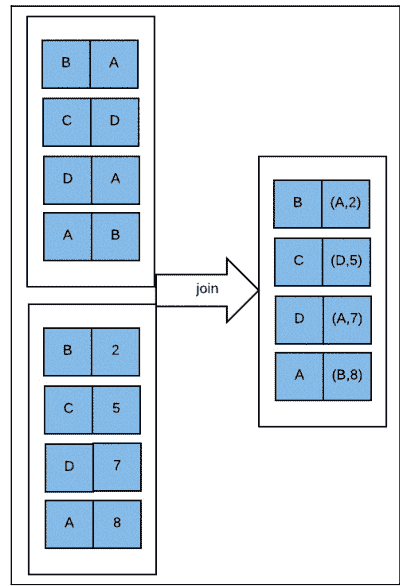 B A
C D
D A
A B
join
B 2
C 5
D 7
A 8
B (A,2)
C (D,5)
D (A,7)
A (B,8)